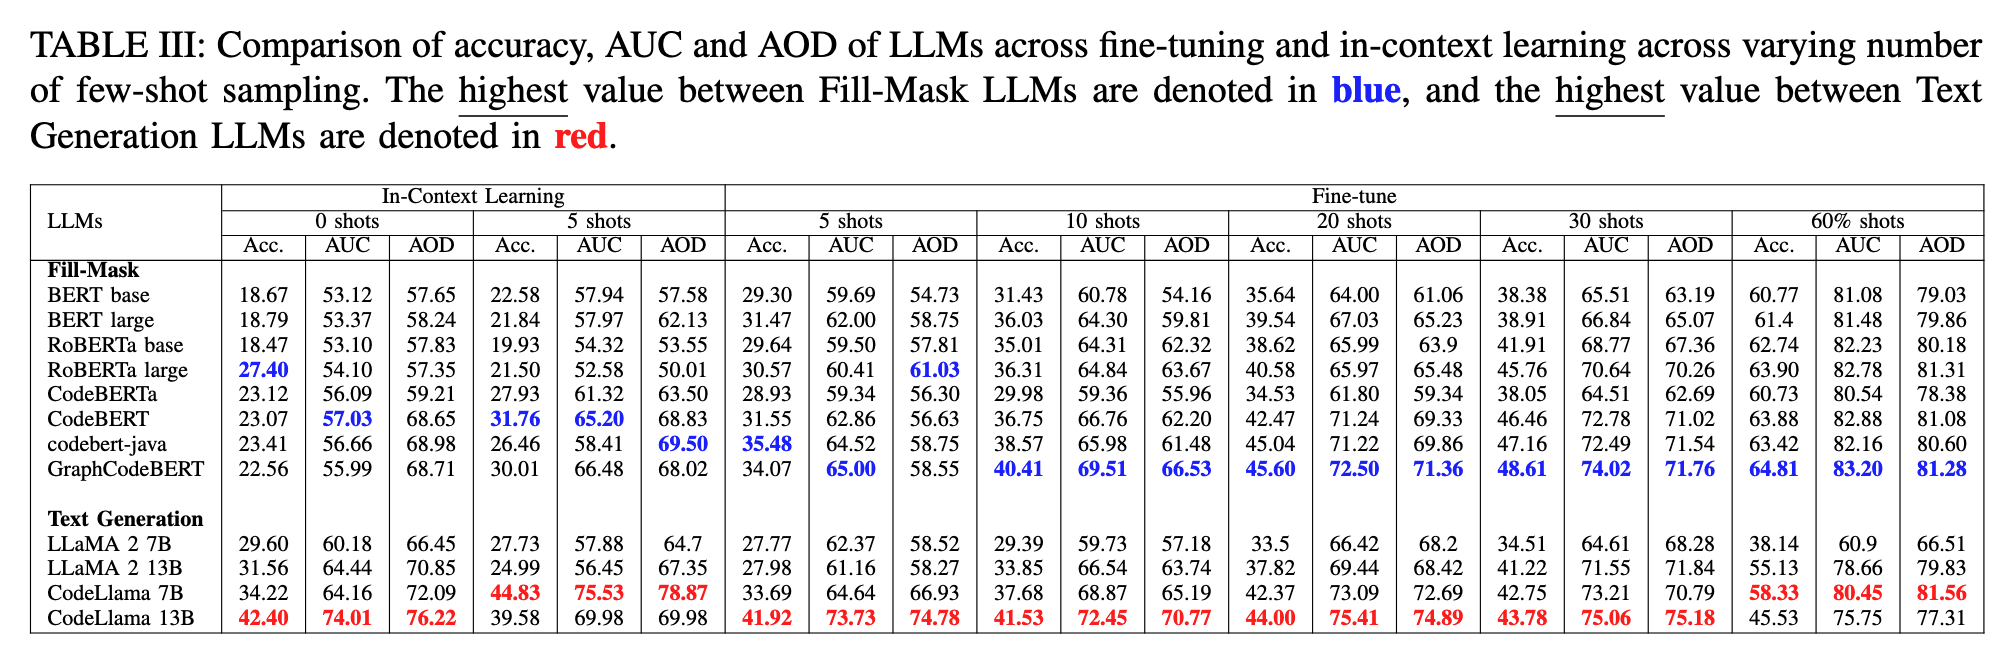 TABLE III: Comparison of accuracy, AUC and AOD of LLMs across fine-tuning and in-context learning across varying number
of few-shot sampling. The highest value between Fill-Mask LLMs are denoted in blue, and the highest value between Text
Generation LLMs are denoted in red.
LLMs In-Context Learning Fine-tune
0 shots 5 shots 5 shots 10 shots 20 shots 30 shots 60% shots
Acc. AUC AOD Acc. AUC AOD Acc. AUC AOD Acc. AUC AOD Acc. AUC AOD Acc. AUC AOD Acc. AUC AOD
Fill-Mask
BERT base 18.67 53.12 57.65 22.58 57.94 57.58 29.30 59.69 54.73 31.43 60.78 54.16 35.64 64.00 61.06 38.38 65.51 63.19 60.77 81.08 79.03
BERT large 18.79 53.37 58.24 21.84 57.97 62.13 31.47 62.00 58.75 36.03 64.30 59.81 39.54 67.03 65.23 38.91 66.84 65.07 61.4 81.48 79.86
RoBERTa base 18.47 53.10 57.83 19.93 54.32 53.55 29.64 59.50 57.81 35.01 64.31 62.32 38.62 65.99 63.9 41.91 68.77 67.36 62.74 82.23 80.18
RoBERTa large 27.40 54.10 57.35 21.50 52.58 50.01 30.57 60.41 61.03 36.31 64.84 63.67 40.58 65.97 65.48 45.76 70.64 70.26 63.90 82.78 81.31
CodeBERTa 23.12 56.09 59.21 27.93 61.32 63.50 28.93 59.34 56.30 29.98 59.36 55.96 34.53 61.80 59.34 38.05 64.51 62.69 60.73 80.54 78.38
CodeBERT 23.07 57.03 68.65 31.76 65.20 68.83 31.55 62.86 56.63 36.75 66.76 62.20 42.47 71.24 69.33 46.46 72.78 71.02 63.88 82.88 81.08
codebert-java 23.41 56.66 68.98 26.46 58.41 69.50 35.48 64.52 58.75 38.57 65.98 61.48 45.04 71.22 69.86 47.16 72.49 71.54 63.42 82.16 80.60
GraphCodeBERT 22.56 55.99 68.71 30.01 66.48 68.02 34.07 65.00 58.55 40.41 69.51 66.53 45.60 72.50 71.36 48.61 74.02 71.76 64.81 83.20 81.28
Text Generation
LLaMA 2 7B 29.60 60.18 66.45 27.73 57.88 64.7 27.77 62.37 58.52 29.39 59.73 57.18 33.5 66.42 68.2 34.51 64.61 68.28 38.14 60.9 66.51
LLaMA 2 13B 31.56 64.44 70.85 24.99 56.45 67.35 27.98 61.16 58.27 33.85 66.54 63.74 37.82 69.44 68.42 41.22 71.55 71.84 55.13 78.66 79.83
CodeLlama 7B 34.22 64.16 72.09 44.83 75.53 78.87 33.69 64.64 66.93 37.68 68.87 65.19 42.37 73.09 72.69 42.75 73.21 70.79 58.33 80.45 81.56
CodeLlama 13B 42.40 74.01 76.22 39.58 69.98 69.98 41.92 73.73 74.78 41.53 72.45 70.77 44.00 75.41 74.89 43.78 75.06 75.18 45.53 75.75 77.31